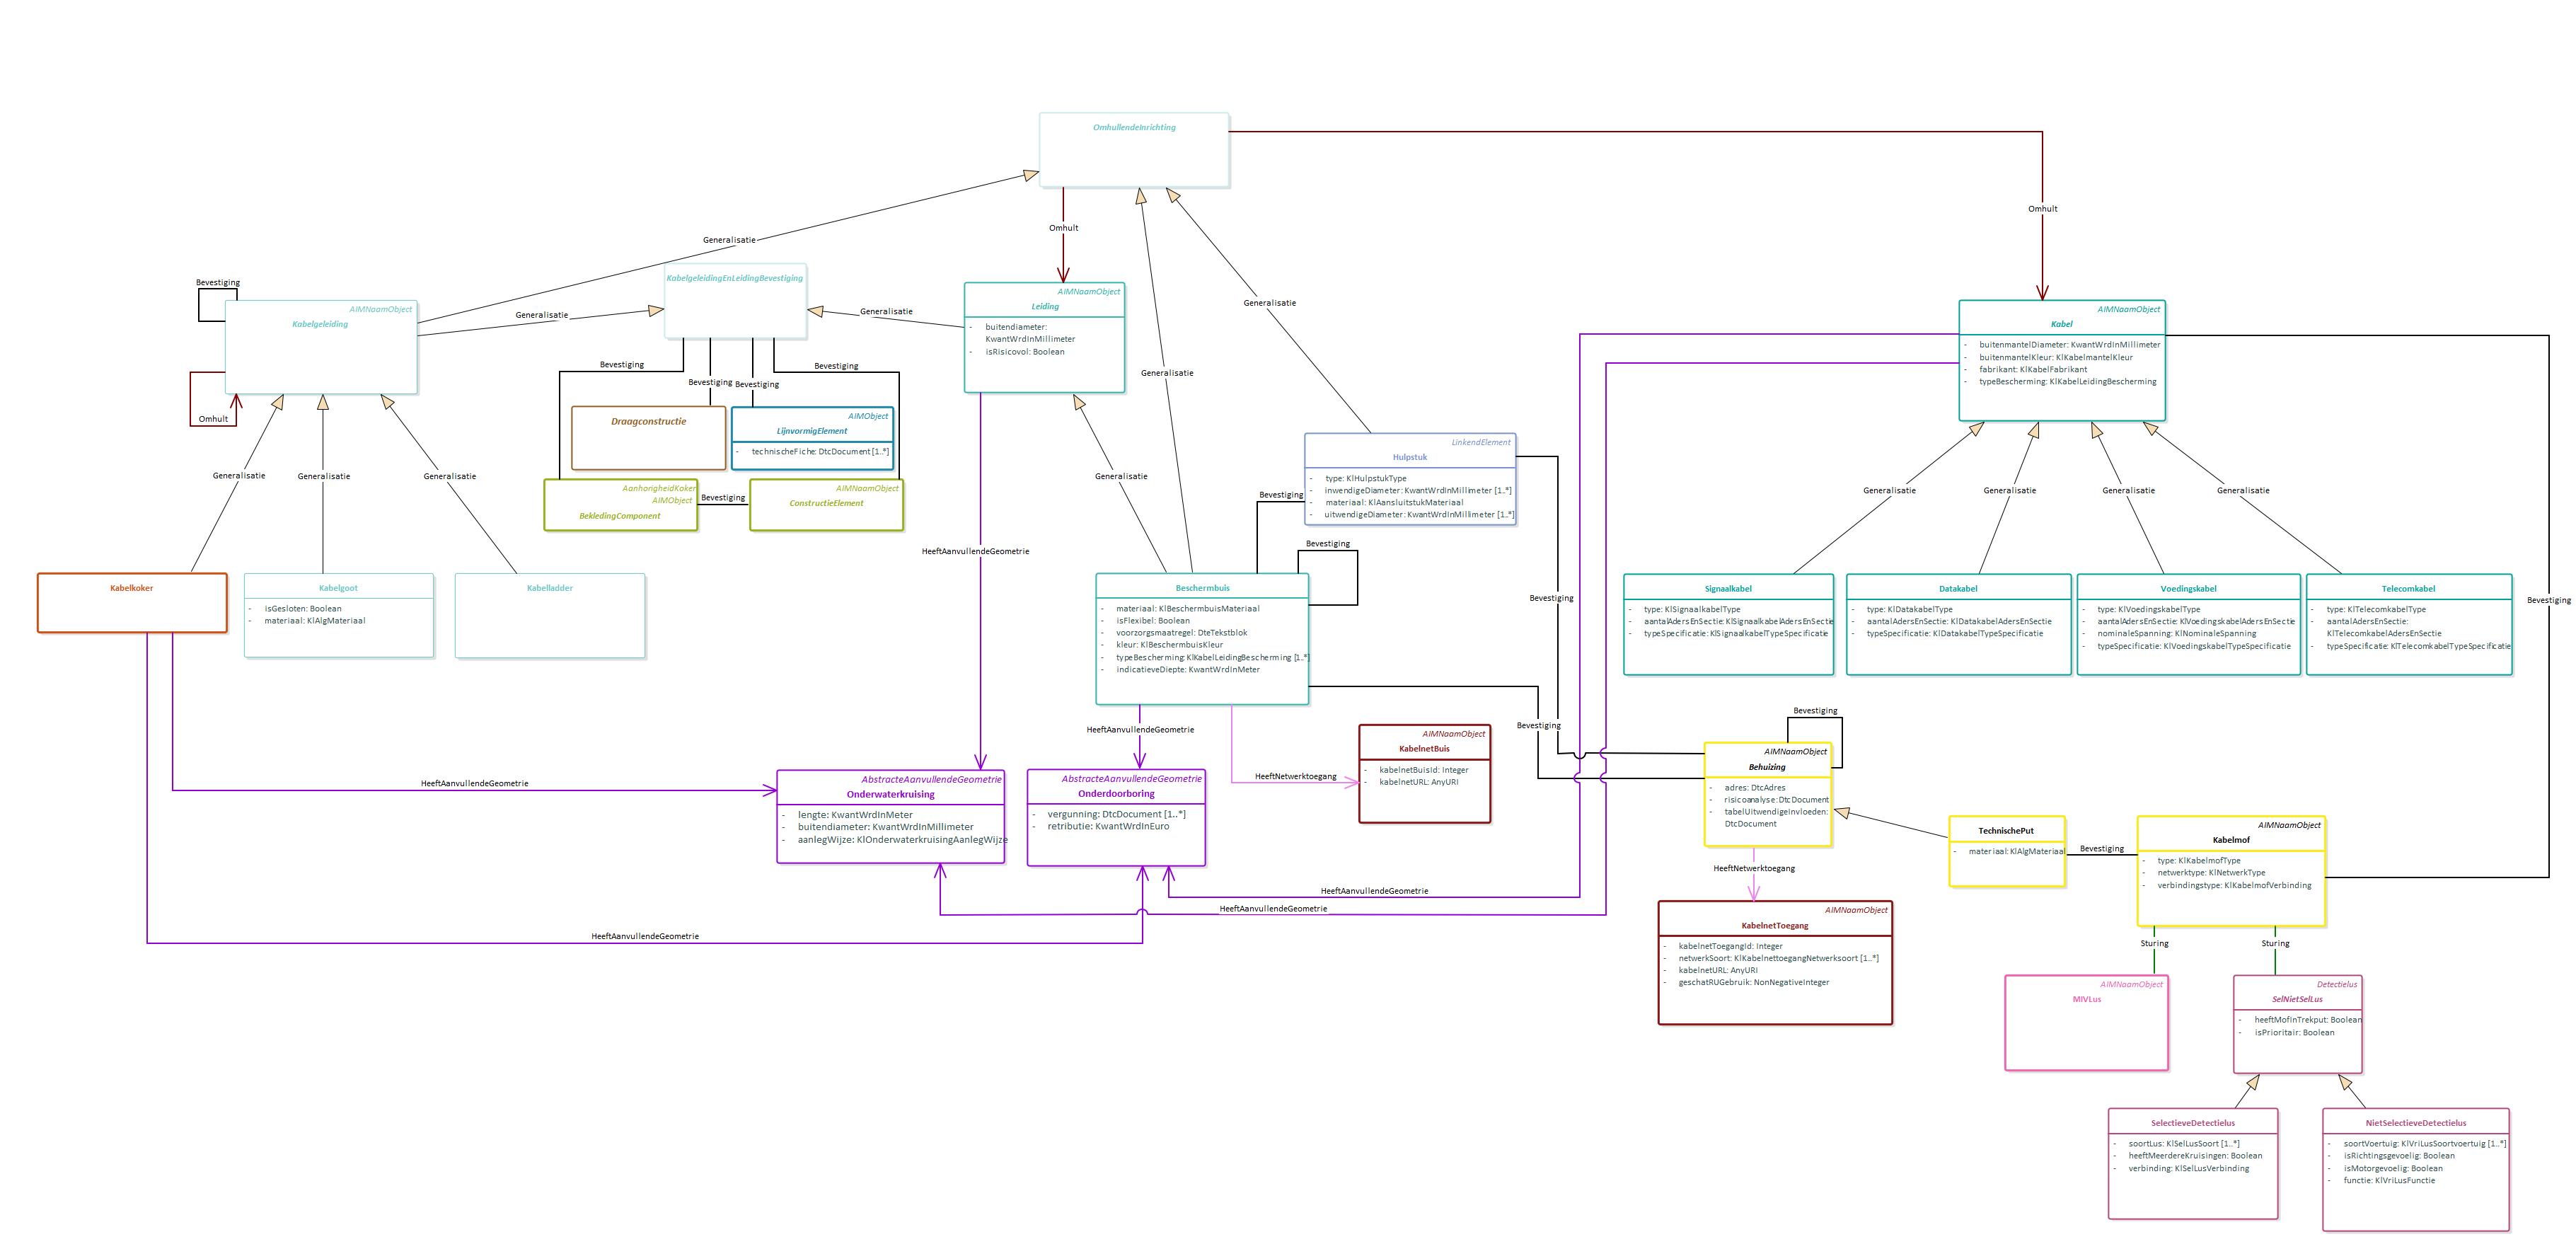 OmhullendeInrichting
Omhult
Omhult
Generalisatie
Generalisatie
Generalisatie
KabelgeleidingEnLeidingBevestiging
Generalisatie
Generalisatie
Bevestiging
AIMNaamObject
Kabelgeleiding
Omhult
AIMNaamObject
Leiding
- buitendiameter:
KwantWrdInMillimeter
- isRisicovol: Boolean
AIMNaamObject
Kabel
- buitenmantelDiameter: KwantWrdInMillimeter
- buitenmantelKleur: KlKabelmantelKleur
- fabrikant: KlKabelFabrikant
- typeBescherming: KlKabelLeidingBescherming
Bevestiging
Bevestiging
Bevestiging
Bevestiging
Draagconstructie
AIMObject
LijnvormigElement
- technischeFiche: DtcDocument [1..*]
AanhorigheidKoker
AIMObject
BekledingComponent
Bevestiging
AIMNaamObject
ConstructieElement
Generalisatie
Generalisatie
Generalisatie
Generalisatie
LinkendElement
Hulpstuk
- type: KlHulpstukType
- inwendigeDiameter: KwantWrdInMillimeter [1..*]
- materiaal: KlAansluitstukMateriaal
- uitwendigeDiameter: KwantWrdInMillimeter [1..*]
Bevestiging
Bevestiging
Generalisatie
Generalisatie
Generalisatie
Generalisatie
HeeftAanvullendeGeometrie
Kabelkoker
Kabelgoot
- isGesloten: Boolean
- materiaal: KlAlgMateriaal
Kabelladder
Beschermbuis
- materiaal: KlBeschermbuisMateriaal
- isFlexibel: Boolean
- voorzorgsmaatregel: DteTekstblok
- kleur: KlBeschermbuisKleur
- typeBescherming: KlKabelLeidingBescherming [1..*]
- indicatieveDiepte: KwantWrdInMeter
Bevestiging
Signaalkabel
- type: KlSignaalkabelType
- aantalAdersEnSectie: KlSignaalkabelAdersEnSectie
- typeSpecificatie: KlSignaalkabelTypeSpecificatie
Datakabel
- type: KlDatakabelType
- aantalAdersEnSectie: KlDatakabelAdersEnSectie
- typeSpecificatie: KlDatakabelTypeSpecificatie
Voedingskabel
- type: KlVoedingskabelType
- aantalAdersEnSectie: KlVoedingskabelAdersEnSectie
- nominaleSpanning: KlNominaleSpanning
- typeSpecificatie: KlVoedingskabelTypeSpecificatie
Telecomkabel
- type: KlTelecomkabelType
- aantalAdersEnSectie:
KlTelecomkabelAdersEnSectie
- typeSpecificatie: KlTelecomkabelTypeSpecificatie
Bevestiging
HeeftAanvullendeGeometrie
Bevestiging
HeeftNetwerktoegang
AIMNaamObject
KabelnetBuis
- kabelnetBuisId: Integer
- kabelnetURL: AnyURI
Bevestiging
AIMNaamObject
Behuizing
- adres: DtcAdres
- risicoanalyse: DtcDocument
- tabelUitwendigeInvloeden:
DtcDocument
HeeftAanvullendeGeometrie
AbstracteAanvullendeGeometrie
Onderwaterkruising
- lengte: KwantWrdInMeter
- buitendiameter: KwantWrdInMillimeter
- aanlegWijze: KlOnderwaterkruisingAanlegWijze
AbstracteAanvullendeGeometrie
Onderdoorboring
- vergunning: DtcDocument [1..*]
- retributie: KwantWrdInEuro
TechnischePut
- materiaal: KlAlgMateriaal
Bevestiging
AIMNaamObject
Kabelmof
- type: KlKabelmofType
- netwerktype: KlNetwerkType
- verbindingstype: KlKabelmofVerbinding
HeeftNetwerktoegang
HeeftAanvullendeGeometrie
HeeftAanvullendeGeometrie
HeeftAanvullendeGeometrie
AIMNaamObject
KabelnetToegang
- kabelnetToegangId: Integer
- netwerkSoort: KlKabelnettoegangNetwerksoort [1..*]
- kabelnetURL: AnyURI
- geschatRUGebruik: NonNegativeInteger
Sturing
Sturing
AIMNaamObject
MIVLus
Detectielus
SelNietSelLus
- heeftMofInTrekput: Boolean
- isPrioritair: Boolean
SelectieveDetectielus
- soortLus: KlSelLusSoort [1..*]
- heeftMeerdereKruisingen: Boolean
- verbinding: KlSelLusVerbinding
NietSelectieveDetectielus
- soortVoertuig: KlVriLusSoortvoertuig [1..*]
- isRichtingsgevoelig: Boolean
- isMotorgevoelig: Boolean
- functie: KlVriLusFunctie